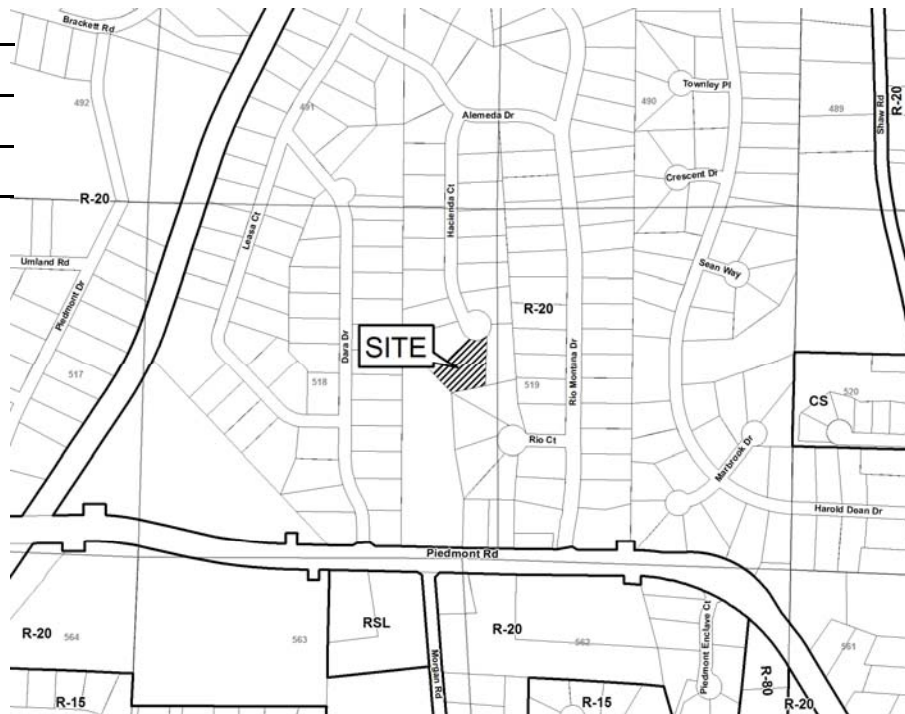 Brackett Rd
R-20
Shaw Rd
Townley Pl
492
491
490
489
Alemeda Dr
Crescent Dr
R-20
Leasa Ct
Hacienda Ct
Umland Rd
Piedmont Dr
Sean Way
R-20
Dara Dr
SITE
Rio Montana Dr
517
518
519
520
CS
Rio Ct
Marbrook Dr
Harold Dean Dr
Piedmont Rd
R-20
564
563
RSL
Morgan Rd
R-20
562
Piedmont Enclave Ct
R-80
561
R-15
R-15
R-20